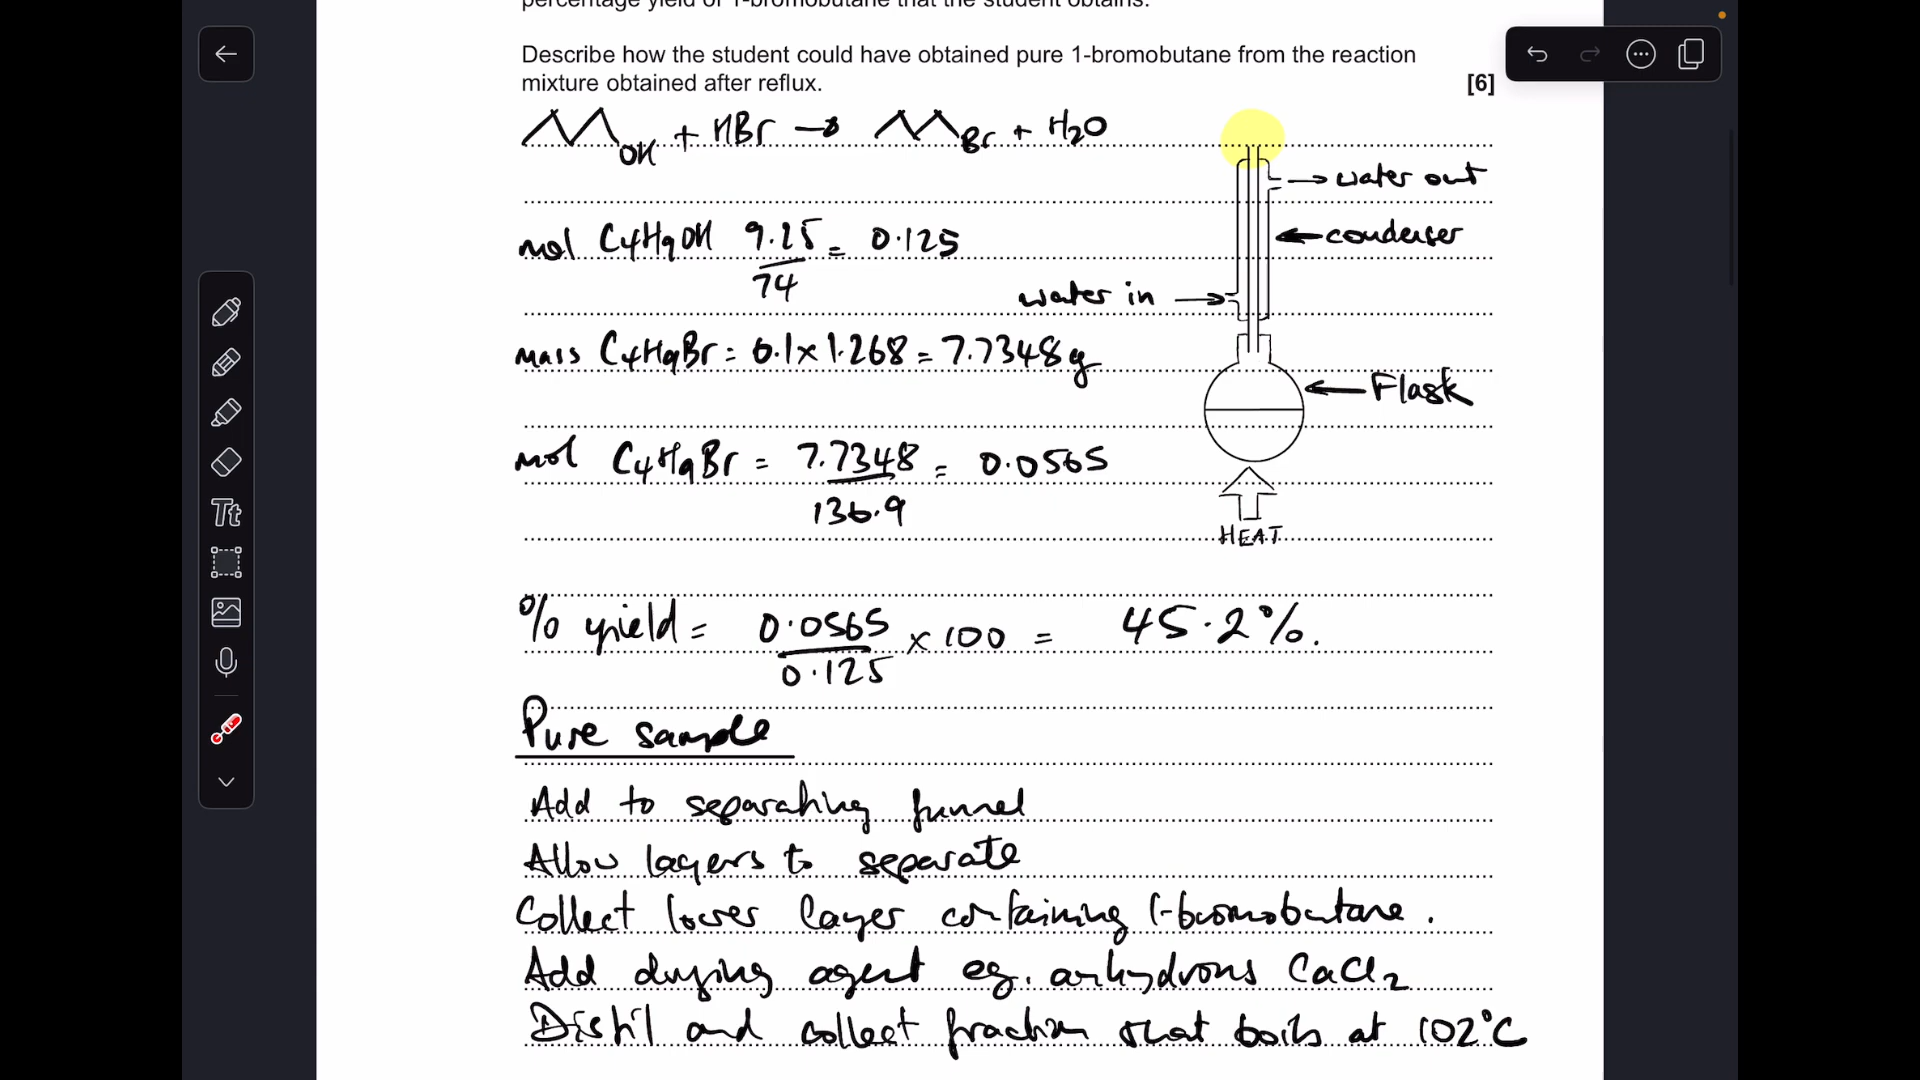 percentage yield of 1-bromobutane that the student obtains.
Describe how the student could have obtained pure 1-bromobutane from the reaction
mixture obtained after reflux.
[6]
OH + HBr → Br + H₂O
water out
mol C₄H₉OH 9.25/74 = 0.125
condenser
water in
mass C₄H₉Br = 6.1 x 1.268 = 7.7348g
Flask
mol C₄H₉Br = 7.7348/136.9 = 0.0565
HEAT
% yield = 0.0565/0.125 x 100 = 45.2%.
Pure sample
Add to separating funnel
Allow layers to separate
Collect lower layer containing 1-bromobutane.
Add drying agent eg. anhydrous CaCl₂
Distil and collect fraction that boils at 102°C
Tt